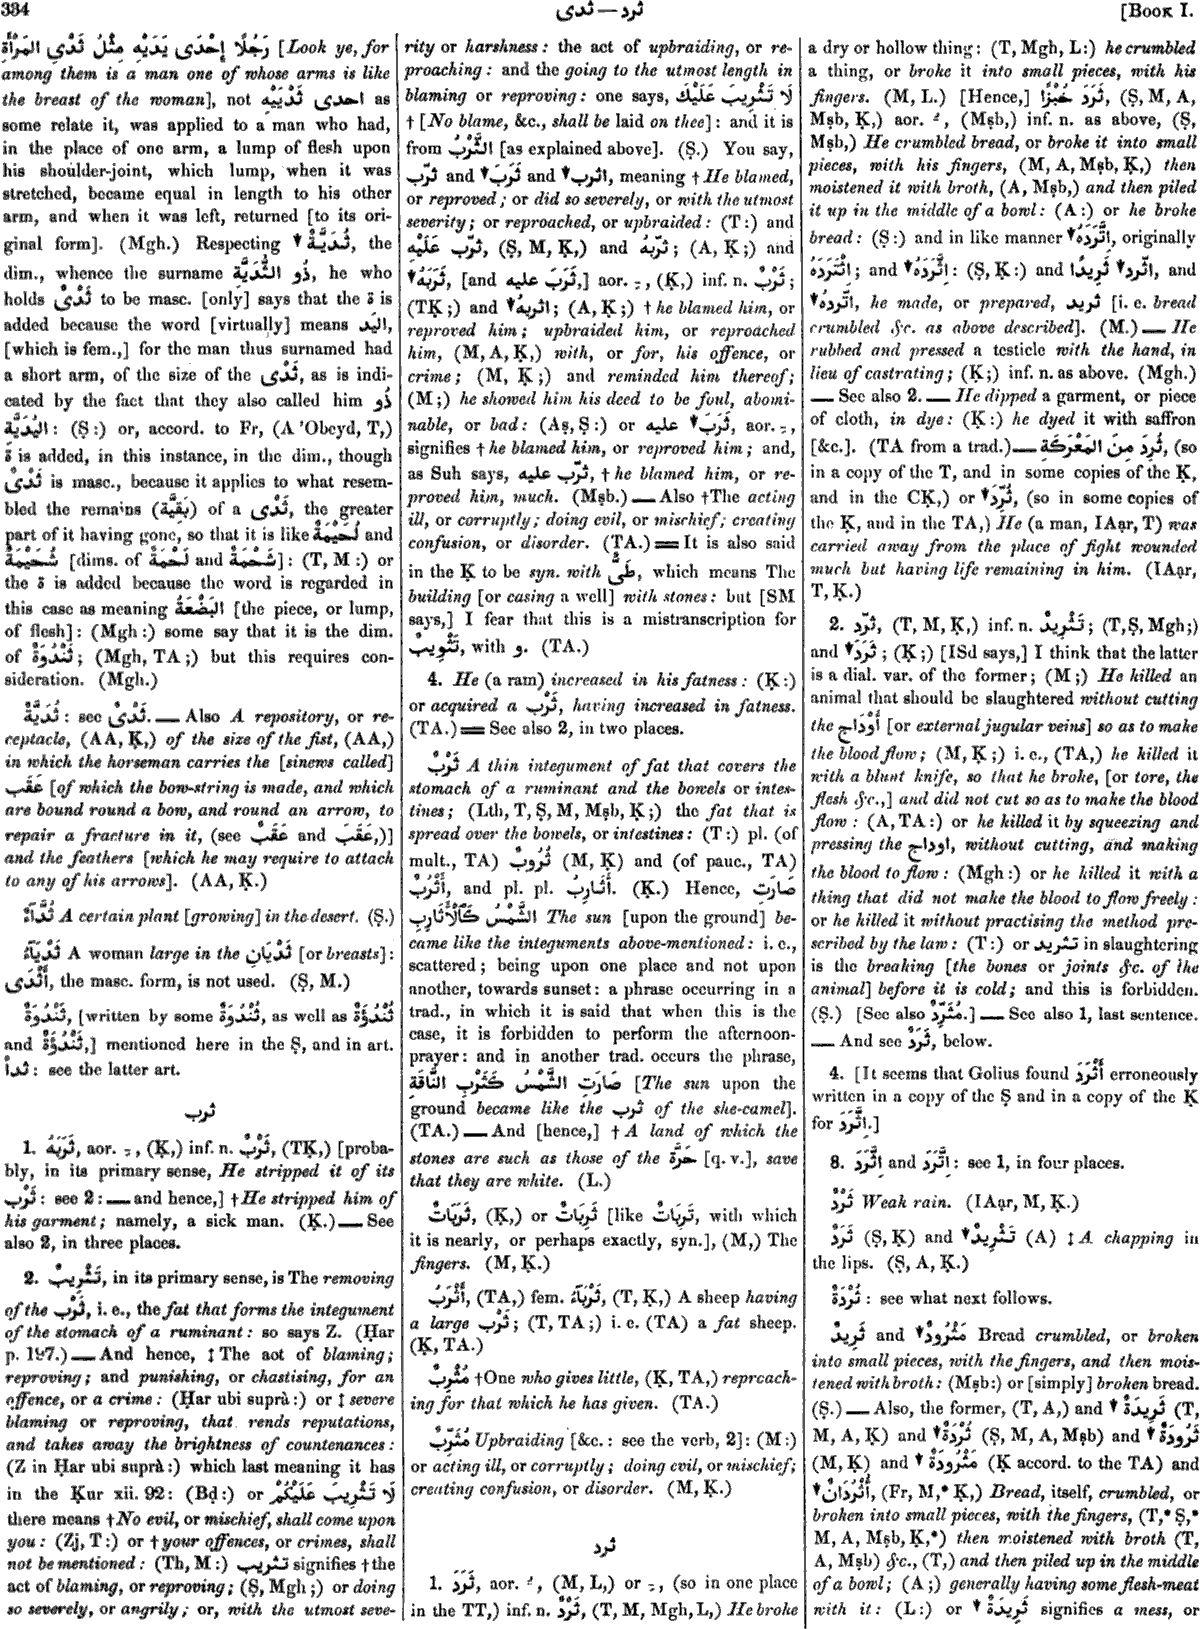 334
ثرد — ثدى
[Book I.
رَجُلًا إِحْدَى يَدَيْهِ مِثْلُ ثَدْىِ المَرْأَةِ [Look ye, for
among them is a man one of whose arms is like
the breast of the woman], not احدى ثَدْيَيْهِ as
some relate it, was applied to a man who had,
in the place of one arm, a lump of flesh upon
his shoulder-joint, which lump, when it was
stretched, became equal in length to his other
arm, and when it was left, returned [to its ori-
ginal form]. (Mgh.) Respecting ▼ ثُدَيَّةٌ, the
dim., whence the surname ذُو الثُّدَيَّةِ, he who
holds ثَدْىٌ to be masc. [only] says that the ة is
added because the word [virtually] means اليَد,
[which is fem.,] for the man thus surnamed had
a short arm, of the size of the ثَدْى, as is indi-
cated by the fact that they also called him ذُو
اليُدَيَّةِ: (Ṣ:) or, accord. to Fr, (A ’Obeyd, T,)
ة is added, in this instance, in the dim., though
ثَدْىٌ is masc., because it applies to what resem-
bled the remains (بَقِيَّة) of a ثَدْى, the greater
part of it having gone, so that it is like لُحَيْمَةٌ and
شُحَيْمَةٌ [dims. of لَحْمَةٌ and شَحْمَةٌ]: (T, M:) or
the ة is added because the word is regarded in
this case as meaning البَضْعَةُ [the piece, or lump,
of flesh]: (Mgh:) some say that it is the dim.
of ثَنْدُوَةٌ; (Mgh, TA;) but this requires con-
sideration. (Mgh.)
ثُدَيَّةٌ: see ثَدْىٌ. — Also A repository, or re-
ceptacle, (AA, Ḳ,) of the size of the fist, (AA,)
in which the horseman carries the [sinews called]
عَقَب [of which the bow-string is made, and which
are bound round a bow, and round an arrow, to
repair a fracture in it, (see عَقَبٌ and عَقَبَ,)]
and the feathers [which he may require to attach
to any of his arrows]. (AA, Ḳ.)
ثُدَّآءٌ A certain plant [growing] in the desert. (Ṣ.)
ثَدْيَآءُ A woman large in the ثَدْيَانِ [or breasts]:
أَثْدَى, the masc. form, is not used. (Ṣ, M.)
ثَنْدُوَةٌ, [written by some ثُنْدُوَةٌ, as well as ثُنْدُؤَةٌ
and ثَنْدُؤَةٌ,] mentioned here in the Ṣ, and in art.
ثدأ: see the latter art.
ثرب
1. ثَرَبَهُ, aor. ـِ, (Ḳ,) inf. n. ثَرْبٌ, (TḲ,) [proba-
bly, in its primary sense, He stripped it of its
ثَرْب: see 2: — and hence,] † He stripped him of
his garment; namely, a sick man. (Ḳ.) — See
also 2, in three places.
2. تَثْرِيبٌ, in its primary sense, is The removing
of the ثَرْب, i. e., the fat that forms the integument
of the stomach of a ruminant: so says Z. (Ḥar
p. 197.) — And hence, ‡ The act of blaming;
reproving; and punishing, or chastising, for an
offence, or a crime: (Ḥar ubi suprà:) or ‡ severe
blaming or reproving, that rends reputations,
and takes away the brightness of countenances:
(Z in Ḥar ubi suprà:) which last meaning it has
in the Ḳur xii. 92: (Bḍ:) or لَا تَثْرِيبَ عَلَيْكُمْ
there means † No evil, or mischief, shall come upon
you: (Zj, T:) or † your offences, or crimes, shall
not be mentioned: (Th, M:) تثريب signifies † the
act of blaming, or reproving; (Ṣ, Mgh;) or doing
so severely, or angrily; or, with the utmost seve-
rity or harshness: the act of upbraiding, or re-
proaching: and the going to the utmost length in
blaming or reproving: one says, لَا تَثْرِيبَ عَلَيْكَ
† [No blame, &c., shall be laid on thee]: and it is
from الثَّرْبُ [as explained above]. (Ṣ.) You say,
ثرّب and ▼ ثَرَبَ and ▼ اثرب, meaning † He blamed,
or reproved; or did so severely, or with the utmost
severity; or reproached, or upbraided: (T:) and
ثرّب عَلَيْهِ, (Ṣ, M, Ḳ,) and ثرّبهُ; (A, Ḳ;) and
▼ ثَرَبَهُ, [and ثَرَبَ عليه,] aor. ـِ, (Ḳ,) inf. n. ثَرْبٌ;
(TḲ;) and ▼ اثربهُ; (A, Ḳ;) † he blamed him, or
reproved him; upbraided him, or reproached
him, (M, A, Ḳ,) with, or for, his offence, or
crime; (M, Ḳ;) and reminded him thereof;
(M;) he showed him his deed to be foul, abomi-
nable, or bad: (Aṣ, Ṣ:) or ▼ ثَرَبَ عليه, aor. ـِ,
signifies † he blamed him, or reproved him; and,
as Suh says, ثرّب عليه, † he blamed him, or re-
proved him, much. (Mṣb.) — Also † The acting
ill, or corruptly; doing evil, or mischief; creating
confusion, or disorder. (TA.) = It is also said
in the Ḳ to be syn. with طَىٌّ, which means The
building [or casing a well] with stones: but [SM
says,] I fear that this is a mistranscription for
تَثْوِيبٌ, with و. (TA.)
4. He (a ram) increased in his fatness: (Ḳ:)
or acquired a ثَرْب, having increased in fatness.
(TA.) = See also 2, in two places.
ثَرْبٌ A thin integument of fat that covers the
stomach of a ruminant and the bowels or intes-
tines; (Lth, T, Ṣ, M, Mṣb, Ḳ;) the fat that is
spread over the bowels, or intestines: (T:) pl. (of
mult., TA) ثُرُوبٌ (M, Ḳ) and (of pauc., TA)
أَثْرُبٌ, and pl. pl. أَثَارِبُ. (Ḳ.) Hence, صَارَتِ
الشَّمْسُ كَالأَثَارِبِ The sun [upon the ground] be-
came like the integuments above-mentioned: i. e.,
scattered; being upon one place and not upon
another, towards sunset: a phrase occurring in a
trad., in which it is said that when this is the
case, it is forbidden to perform the afternoon-
prayer: and in another trad. occurs the phrase,
صَارَتِ الشَّمْسُ كَثَرْبِ النَّاقَةِ [The sun upon the
ground became like the ثرب of the she-camel].
(TA.) — And [hence,] † A land of which the
stones are such as those of the حَرَّة [q. v.], save
that they are white. (L.)
ثَرَبَاتٌ, (Ḳ,) or ثَرِبَاتٌ [like تَرِبَاتٌ, with which
it is nearly, or perhaps exactly, syn.], (M,) The
fingers. (M, Ḳ.)
أَثْرَبُ, (TA,) fem. ثَرْبَآءُ, (T, Ḳ,) A sheep having
a large ثَرْب; (T, TA;) i. e. (TA) a fat sheep.
(Ḳ, TA.)
مُثْرِبٌ † One who gives little, (Ḳ, TA,) reproach-
ing for that which he has given. (TA.)
مُثَرِّبٌ Upbraiding [&c.: see the verb, 2]: (M:)
or acting ill, or corruptly; doing evil, or mischief;
creating confusion, or disorder. (M, Ḳ.)
ثرد
1. ثَرَدَ, aor. ـُ, (M, L,) or ـِ, (so in one place
in the TT,) inf. n. ثَرْدٌ, (T, M, Mgh, L,) He broke
a dry or hollow thing: (T, Mgh, L:) he crumbled
a thing, or broke it into small pieces, with his
fingers. (M, L.) [Hence,] ثَرَدَ خُبْزًا, (Ṣ, M, A,
Mṣb, Ḳ,) aor. ـُ, (Mṣb,) inf. n. as above, (Ṣ,
Mṣb,) He crumbled bread, or broke it into small
pieces, with his fingers, (M, A, Mṣb, Ḳ,) then
moistened it with broth, (A, Mṣb,) and then piled
it up in the middle of a bowl: (A:) or he broke
bread: (Ṣ:) and in like manner ▼ اِتَّرَدَهُ, originally
اِثْتَرَدَهُ; and ▼ اِثَّرَدَهُ: (Ṣ, Ḳ:) and ▼ اثّرد ثَرِيدًا, and
▼ اتّردهُ, he made, or prepared, ثريد [i. e. bread
crumbled &c. as above described]. (M.) — He
rubbed and pressed a testicle with the hand, in
lieu of castrating; (Ḳ;) inf. n. as above. (Mgh.)
— See also 2. — He dipped a garment, or piece
of cloth, in dye: (Ḳ:) he dyed it with saffron
[&c.]. (TA from a trad.) — ثُرِدَ مِنَ المَعْرَكَةِ, (so
in a copy of the T, and in some copies of the Ḳ,
and in the CḲ,) or ▼ ثُرِّدَ, (so in some copies of
the Ḳ, and in the TA,) He (a man, IAạr, T) was
carried away from the place of fight wounded
much but having life remaining in him. (IAạr,
T, Ḳ.)
2. ثرّد, (T, M, Ḳ,) inf. n. تَثْرِيدٌ; (T, Ṣ, Mgh;)
and ▼ ثَرَدَ; (Ḳ;) [ISd says,] I think that the latter
is a dial. var. of the former; (M;) He killed an
animal that should be slaughtered without cutting
the أَوْدَاج [or external jugular veins] so as to make
the blood flow; (M, Ḳ;) i. e., (TA,) he killed it
with a blunt knife, so that he broke, [or tore, the
flesh &c.,] and did not cut so as to make the blood
flow: (A, TA:) or he killed it by squeezing and
pressing the اوداج, without cutting, and making
the blood to flow: (Mgh:) or he killed it with a
thing that did not make the blood to flow freely:
or he killed it without practising the method pre-
scribed by the law: (T:) or تثريد in slaughtering
is the breaking [the bones or joints &c. of the
animal] before it is cold; and this is forbidden.
(Ṣ.) [See also مُثَرِّدٌ.] — See also 1, last sentence.
— And see ثَرَدٌ, below.
4. [It seems that Golius found أَثْرَدَ erroneously
written in a copy of the Ṣ and in a copy of the Ḳ
for اِثَّرَدَ.]
8. اِثَّرَدَ and اِتَّرَدَ: see 1, in four places.
ثَرْدٌ Weak rain. (IAạr, M, Ḳ.)
ثَرَدٌ (Ṣ, Ḳ) and ▼ تَثْرِيدٌ (A) ‡ A chapping in
the lips. (Ṣ, A, Ḳ.)
ثُرْدَةٌ: see what next follows.
ثَرِيدٌ and ▼ مَثْرُودٌ Bread crumbled, or broken
into small pieces, with the fingers, and then mois-
tened with broth: (Mṣb:) or [simply] broken bread.
(Ṣ.) — Also, the former, (T, A,) and ▼ ثَرِيدَةٌ (T,
M, A, Ḳ) and ▼ ثُرْدَةٌ (Ṣ, M, A, Mṣb) and ▼ ثَرُودَةٌ
(M, Ḳ) and ▼ مَثْرُودَةٌ (Ḳ accord. to the TA) and
▼ أُثْرُدَانٌ, (Fr, M,* Ḳ,) Bread, itself, crumbled, or
broken into small pieces, with the fingers, (T,* Ṣ,*
M, A, Mṣb, Ḳ,*) then moistened with broth (T,
A, Mṣb) &c., (T,) and then piled up in the middle
of a bowl; (A;) generally having some flesh-meat
with it: (L:) or ▼ ثَرِيدَةٌ signifies a mess, or